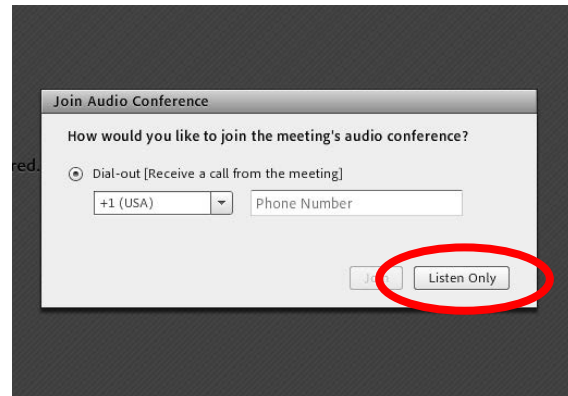 Join Audio Conference
How would you like to join the meeting's audio conference?
red.
Dial-out [Receive a call from the meeting]
+1 (USA) Phone Number
Join Listen Only